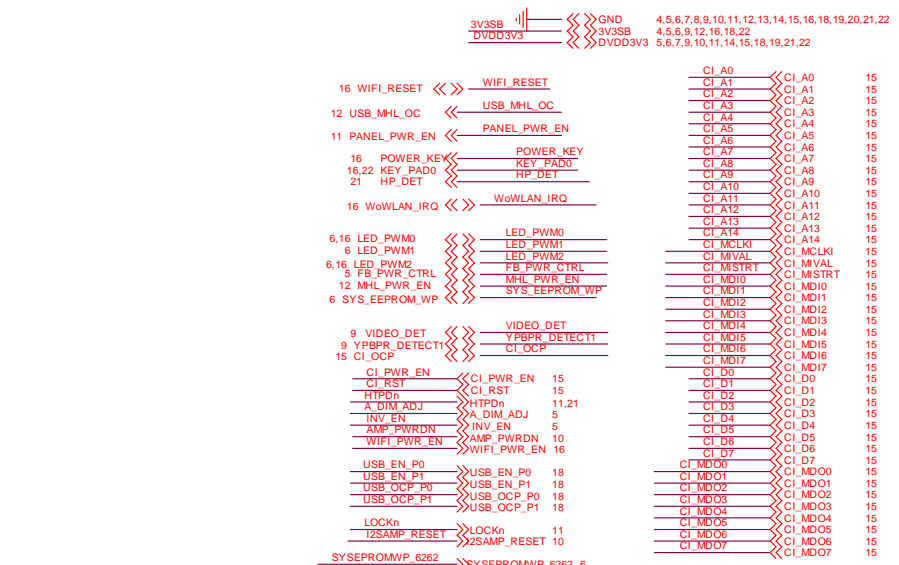 GND 4,5,6,7,8,9,10,11,12,13,14,15,16,18,19,20,21,22
3V3SB 3V3SB 4,5,6,9,12,16,18,22
DVDD3V3 DVDD3V3 5,6,7,9,10,11,14,15,18,19,21,22
16 WIFI_RESET WIFI_RESET
12 USB_MHL_OC USB_MHL_OC
11 PANEL_PWR_EN PANEL_PWR_EN
16 POWER_KEY POWER_KEY
16,22 KEY_PAD0 KEY_PAD0
21 HP_DET HP_DET
16 WoWLAN_IRQ WoWLAN_IRQ
6,16 LED_PWM0 LED_PWM0
6 LED_PWM1 LED_PWM1
6,16 LED_PWM2 LED_PWM2
5 FB_PWR_CTRL FB_PWR_CTRL
12 MHL_PWR_EN MHL_PWR_EN
6 SYS_EEPROM_WP SYS_EEPROM_WP
9 VIDEO_DET VIDEO_DET
9 YPBPR_DETECT1 YPBPR_DETECT1
15 CI_OCP CI_OCP
CI_PWR_EN CI_PWR_EN 15
CI_RST CI_RST 15
HTPDn HTPDn 11,21
A_DIM_ADJ A_DIM_ADJ 5
INV_EN INV_EN 5
AMP_PWRDN AMP_PWRDN 10
WIFI_PWR_EN WIFI_PWR_EN 16
USB_EN_P0 USB_EN_P0 18
USB_EN_P1 USB_EN_P1 18
USB_OCP_P0 USB_OCP_P0 18
USB_OCP_P1 USB_OCP_P1 18
LOCKn LOCKn 11
I2SAMP_RESET I2SAMP_RESET 10
SYSEPROMWP_6262 SYSEPROMWP_6262 6
CI_A0 CI_A0 15
CI_A1 CI_A1 15
CI_A2 CI_A2 15
CI_A3 CI_A3 15
CI_A4 CI_A4 15
CI_A5 CI_A5 15
CI_A6 CI_A6 15
CI_A7 CI_A7 15
CI_A8 CI_A8 15
CI_A9 CI_A9 15
CI_A10 CI_A10 15
CI_A11 CI_A11 15
CI_A12 CI_A12 15
CI_A13 CI_A13 15
CI_A14 CI_A14 15
CI_MCLKI CI_MCLKI 15
CI_MIVAL CI_MIVAL 15
CI_MISTRT CI_MISTRT 15
CI_MDI0 CI_MDI0 15
CI_MDI1 CI_MDI1 15
CI_MDI2 CI_MDI2 15
CI_MDI3 CI_MDI3 15
CI_MDI4 CI_MDI4 15
CI_MDI5 CI_MDI5 15
CI_MDI6 CI_MDI6 15
CI_MDI7 CI_MDI7 15
CI_D0 CI_D0 15
CI_D1 CI_D1 15
CI_D2 CI_D2 15
CI_D3 CI_D3 15
CI_D4 CI_D4 15
CI_D5 CI_D5 15
CI_D6 CI_D6 15
CI_D7 CI_D7 15
CI_MDO0 CI_MDO0 15
CI_MDO1 CI_MDO1 15
CI_MDO2 CI_MDO2 15
CI_MDO3 CI_MDO3 15
CI_MDO4 CI_MDO4 15
CI_MDO5 CI_MDO5 15
CI_MDO6 CI_MDO6 15
CI_MDO7 CI_MDO7 15